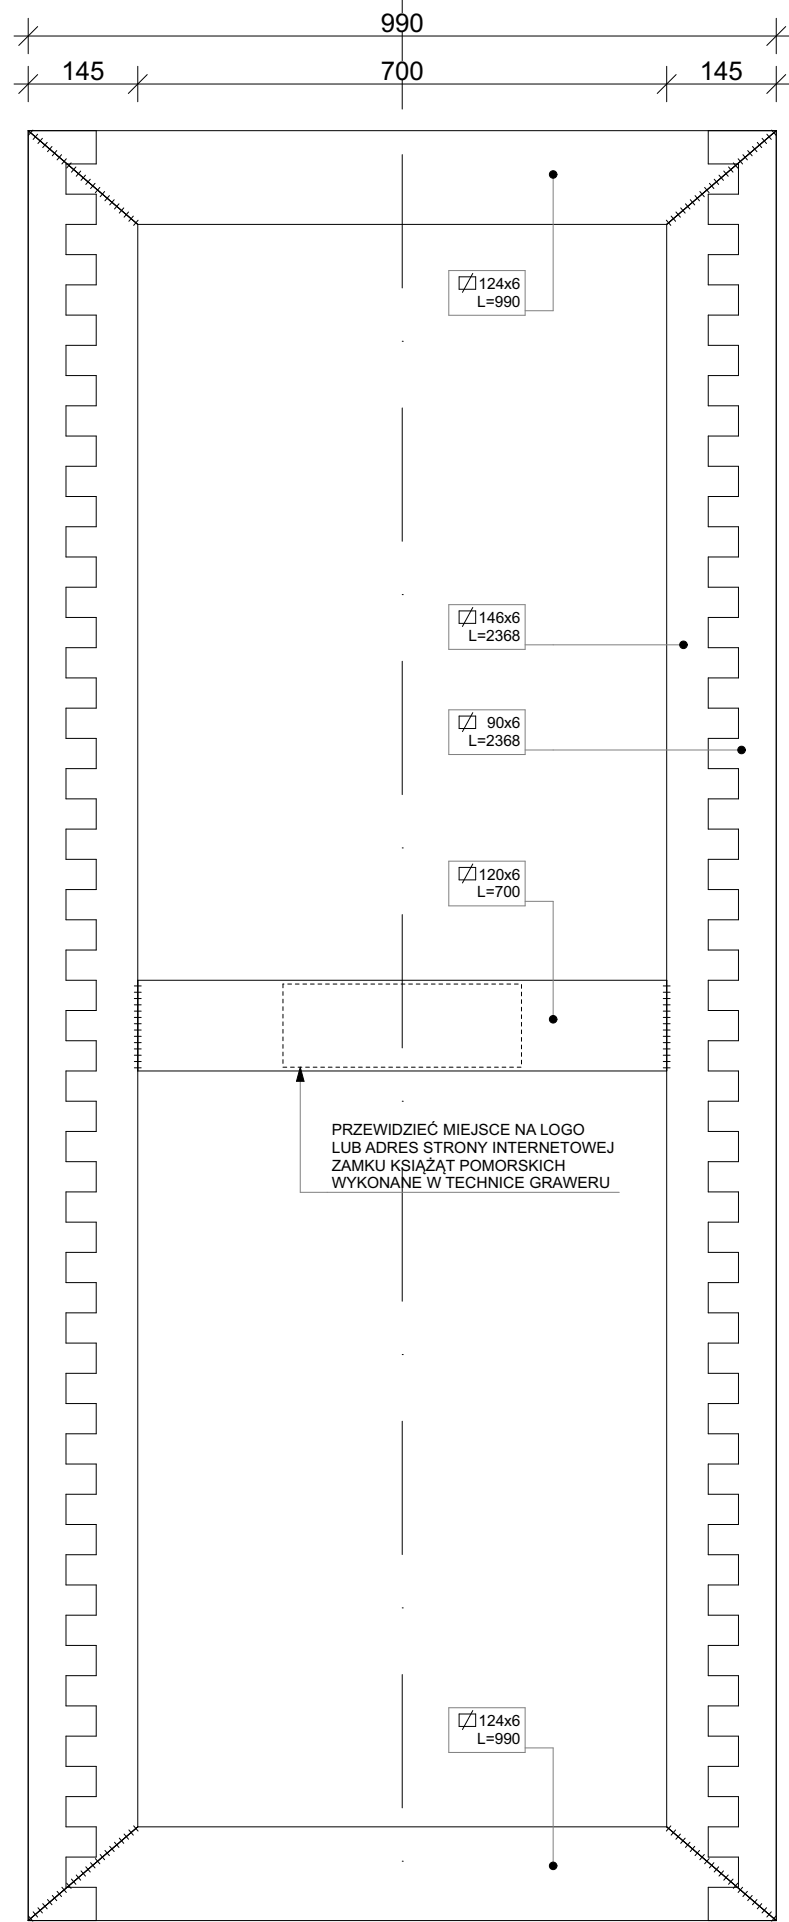 990
145 700 145
124x6
L=990
146x6
L=2368
90x6
L=2368
120x6
L=700
PRZEWIDZIEĆ MIEJSCE NA LOGO
LUB ADRES STRONY INTERNETOWEJ
ZAMKU KSIĄŻĄT POMORSKICH
WYKONANE W TECHNICE GRAWERU
124x6
L=990